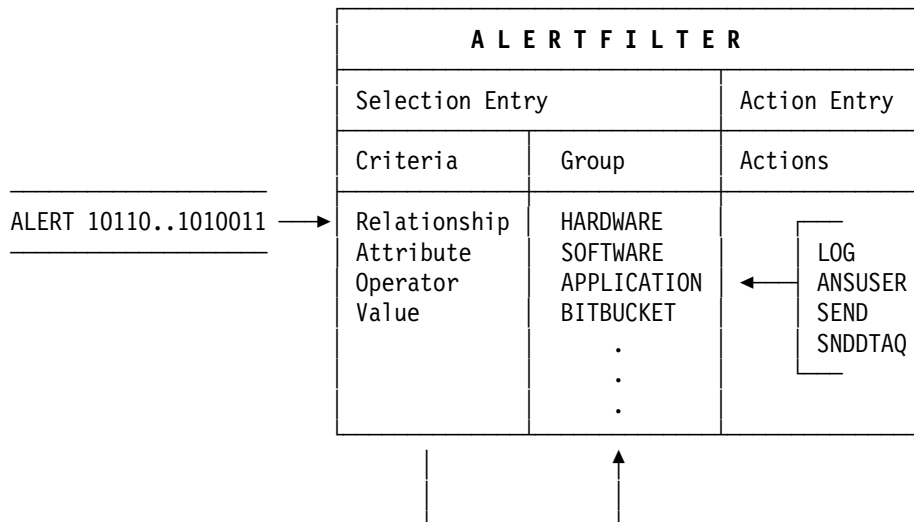 A L E R T F I L T E R
Selection Entry Action Entry
Criteria Group Actions
ALERT 10110..1010011 Relationship HARDWARE
Attribute SOFTWARE LOG
Operator APPLICATION ANSUSER
Value BITBUCKET SEND
. SNDDTAQ
.
.